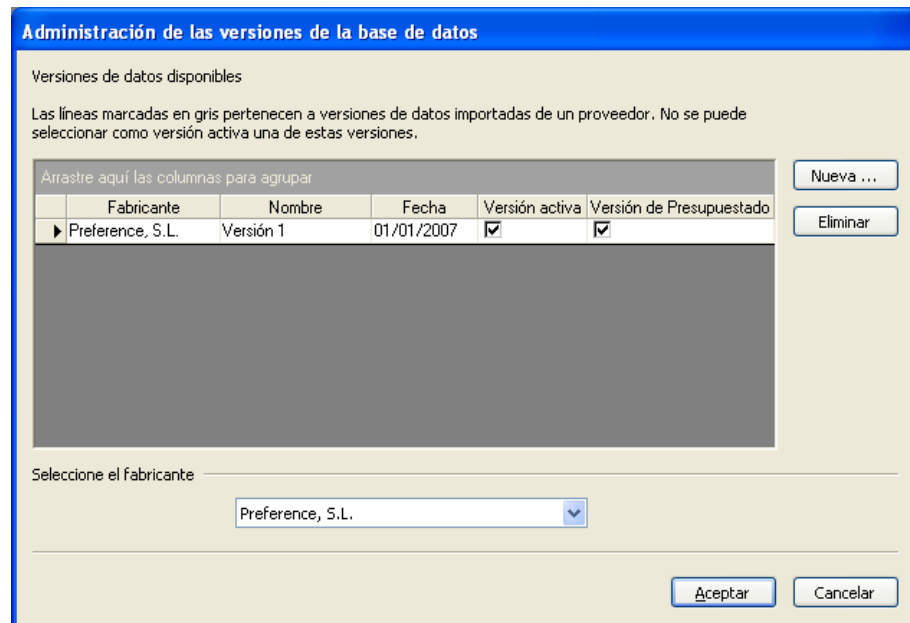 Administración de las versiones de la base de datos
Versiones de datos disponibles
Las líneas marcadas en gris pertenecen a versiones de datos importadas de un proveedor. No se puede
seleccionar como versión activa una de estas versiones.
Arrastre aquí las columnas para agrupar
Nueva ...
Fabricante Nombre Fecha Versión activa Versión de Presupuestado
Preference, S.L. Versión 1 01/01/2007
Eliminar
Seleccione el fabricante
Preference, S.L.
Aceptar Cancelar